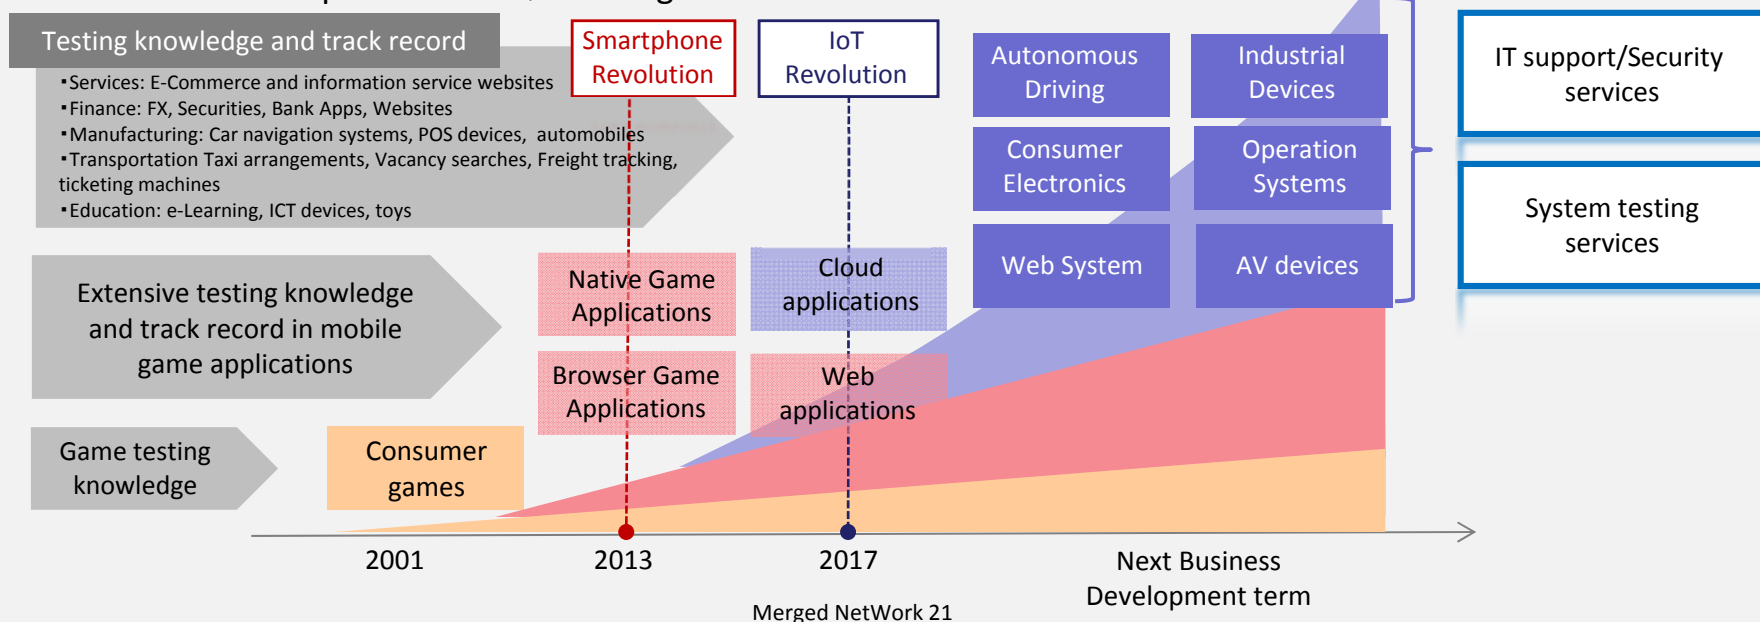 Testing knowledge and track record
▪Services: E-Commerce and information service websites
▪Finance: FX, Securities, Bank Apps, Websites
▪Manufacturing: Car navigation systems, POS devices, automobiles
▪Transportation Taxi arrangements, Vacancy searches, Freight tracking,
ticketing machines
▪Education: e-Learning, ICT devices, toys
Smartphone
Revolution
IoT
Revolution
Autonomous
Driving
Industrial
Devices
Consumer
Electronics
Operation
Systems
Web System
AV devices
IT support/Security
services
System testing
services
Extensive testing knowledge
and track record in mobile
game applications
Native Game
Applications
Cloud
applications
Browser Game
Applications
Web
applications
Game testing
knowledge
Consumer
games
2001
2013
2017
Next Business
Development term
Merged NetWork 21